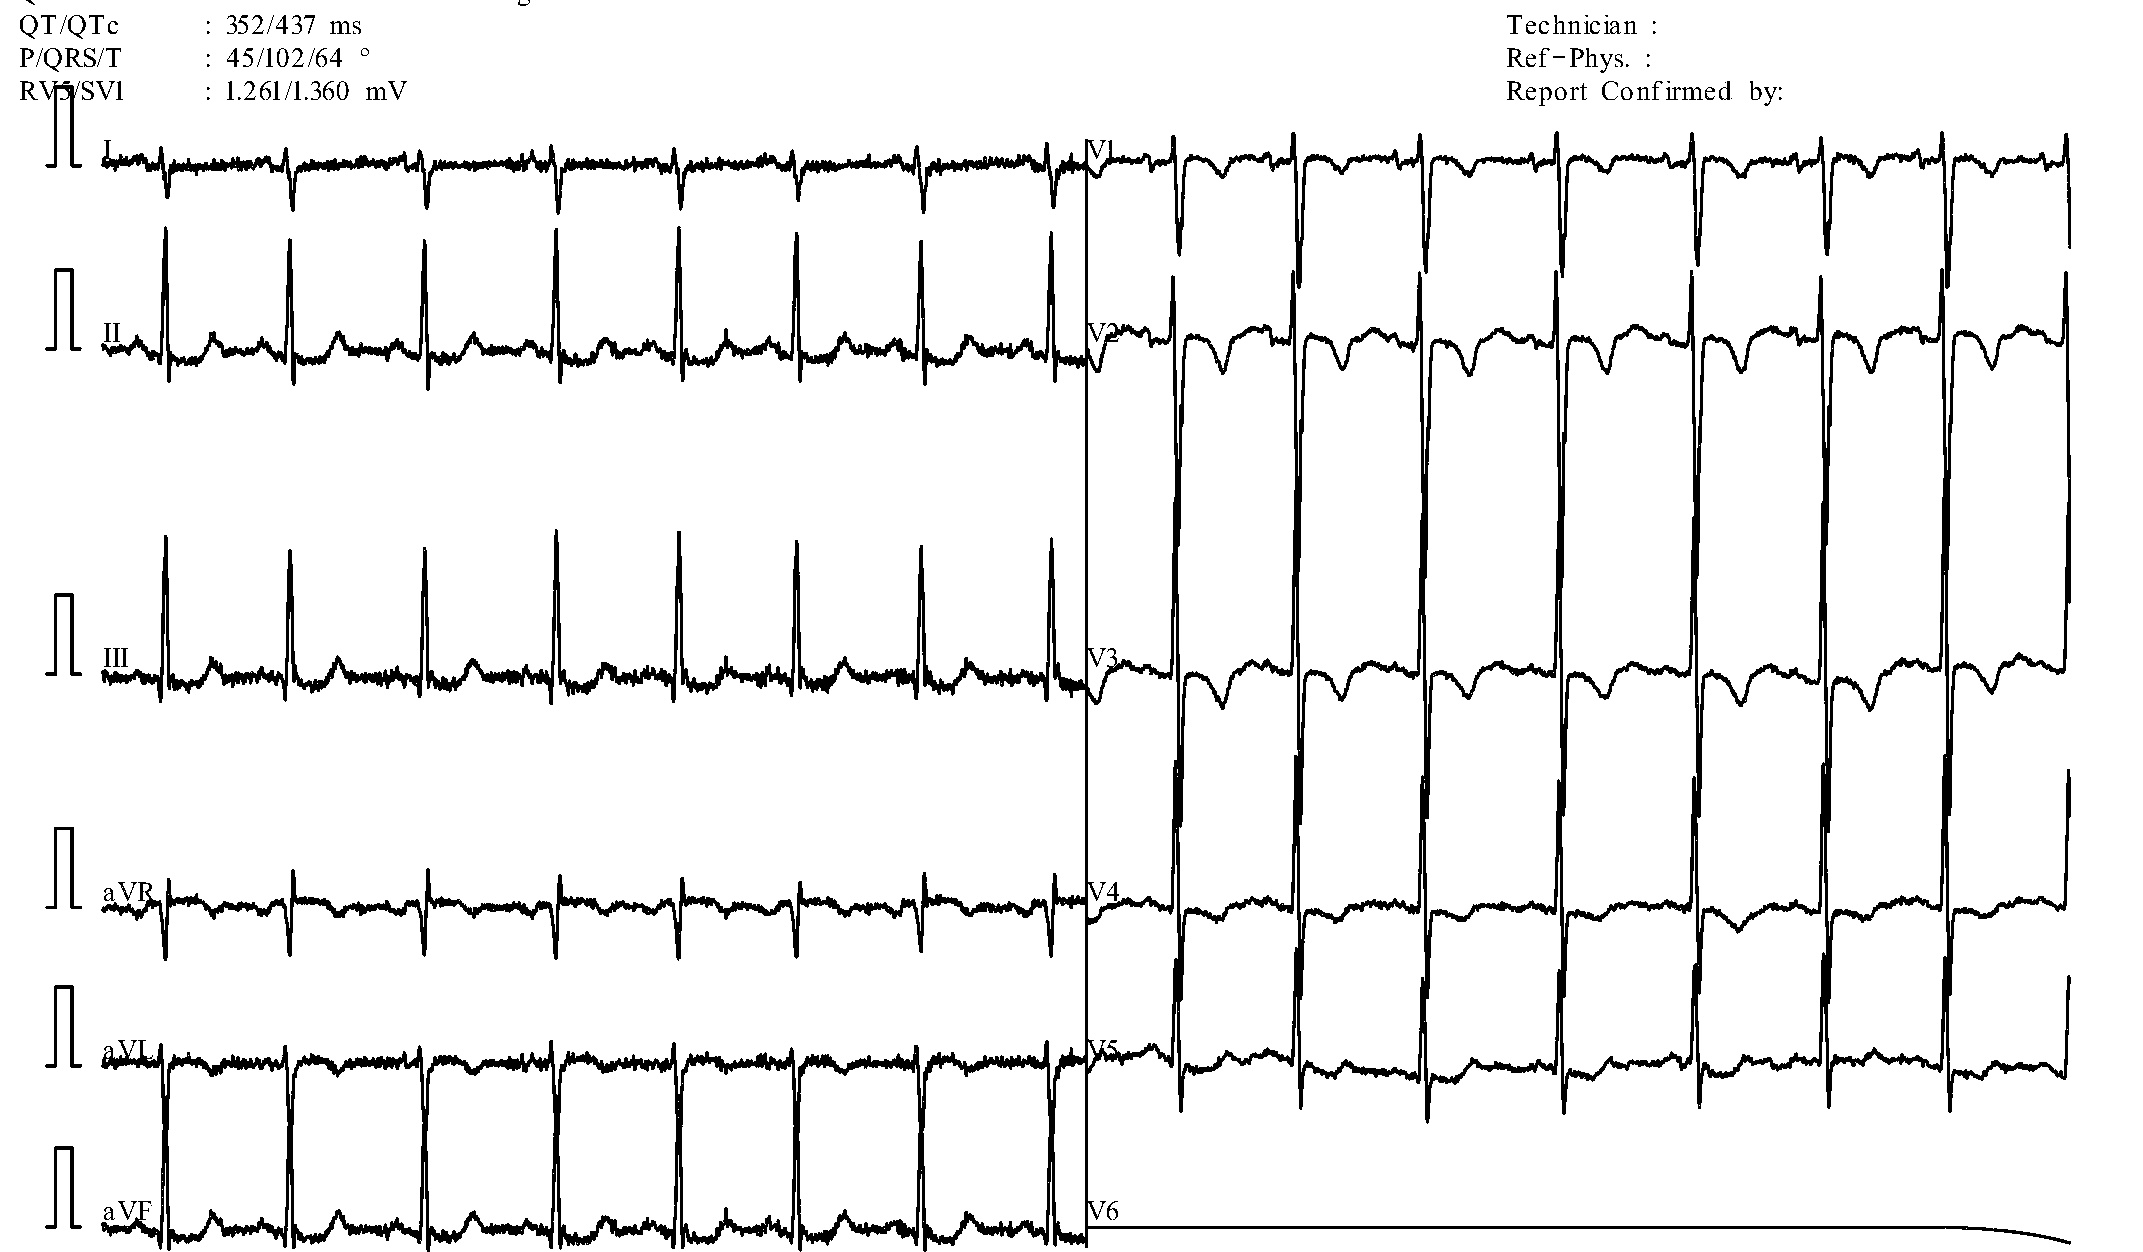 QT/QTc : 352/437 ms
P/QRS/T : 45/102/64 °
RV5/SV1 : 1.261/1.360 mV
Technician :
Ref-Phys. :
Report Confirmed by:
I
II
III
aVR
aVL
aVF
V1
V2
V3
V4
V5
V6